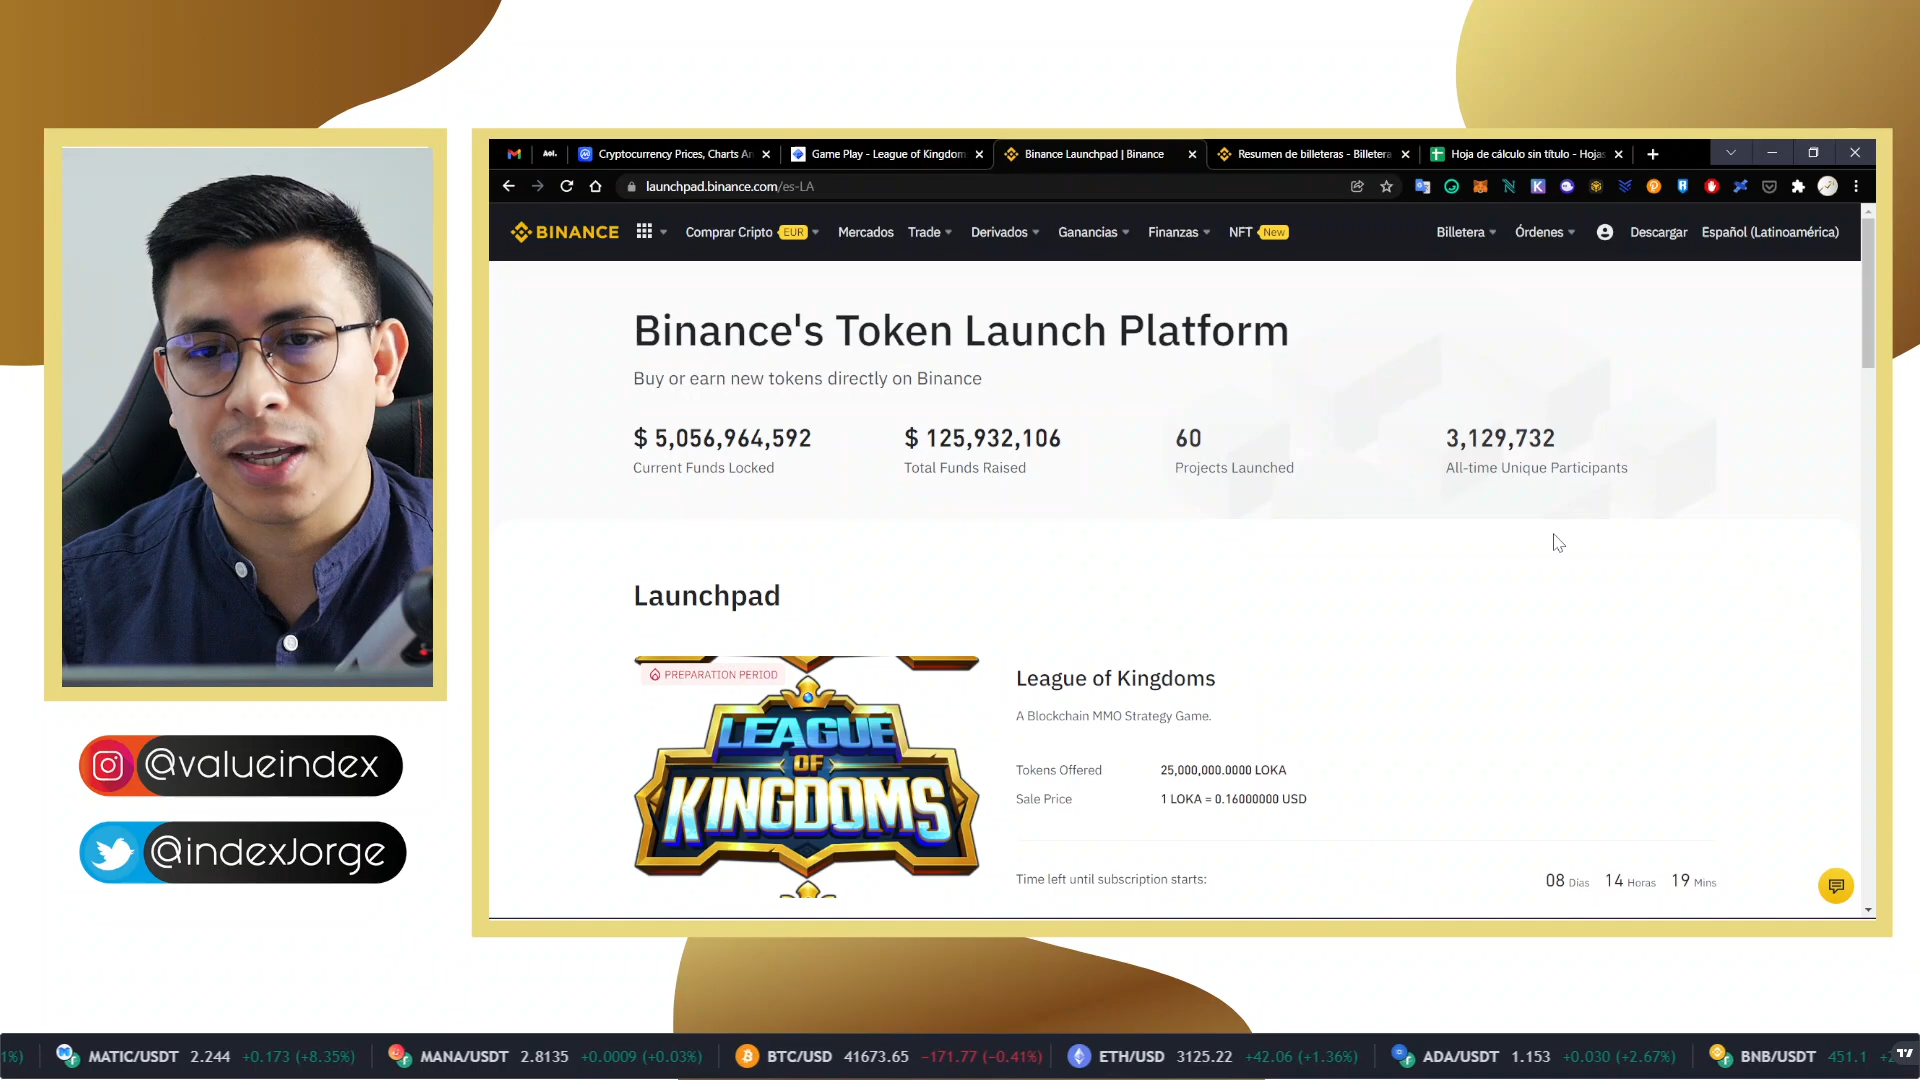 Aol.
Cryptocurrency Prices, Charts An
Game Play - League of Kingdom
Binance Launchpad | Binance
Resumen de billeteras - Billetera
Hoja de cálculo sin título - Hojas
launchpad.binance.com/es-LA
BINANCE
Comprar Cripto EUR
Mercados
Trade
Derivados
Ganancias
Finanzas
NFT New
Billetera
Órdenes
Descargar
Español (Latinoamérica)
Binance's Token Launch Platform
Buy or earn new tokens directly on Binance
$ 5,056,964,592
Current Funds Locked
$ 125,932,106
Total Funds Raised
60
Projects Launched
3,129,732
All-time Unique Participants
Launchpad
PREPARATION PERIOD
LEAGUE
OF
KINGDOMS
League of Kingdoms
A Blockchain MMO Strategy Game.
Tokens Offered 25,000,000.0000 LOKA
Sale Price 1 LOKA = 0.16000000 USD
Time left until subscription starts: 08 Días 14 Horas 19 Mins
@valueindex
@indexJorge
1%) MATIC/USDT 2.244 +0.173 (+8.35%) MANA/USDT 2.8135 +0.0009 (+0.03%) BTC/USD 41673.65 −171.77 (−0.41%) ETH/USD 3125.22 +42.06 (+1.36%) ADA/USDT 1.153 +0.030 (+2.67%) BNB/USDT 451.1